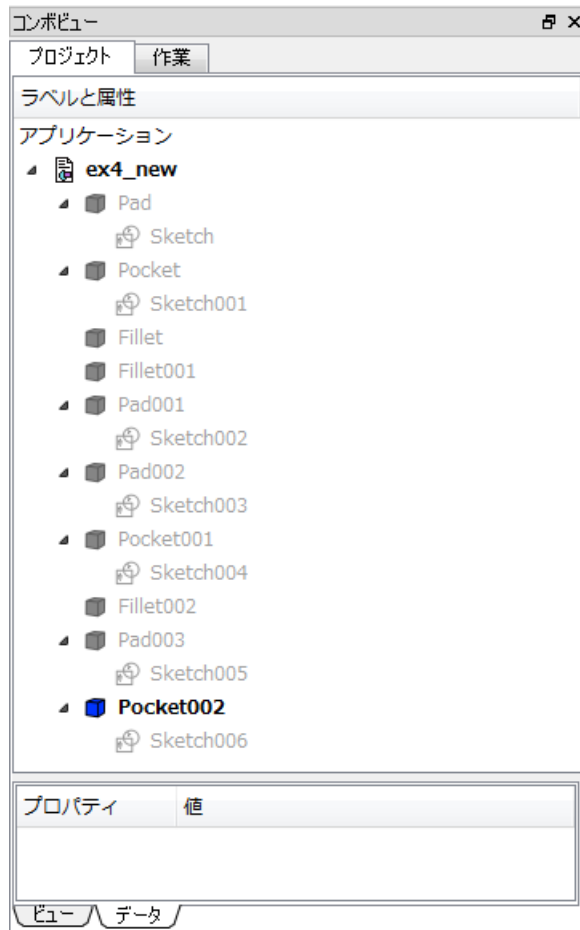 コンボビュー
プロジェクト 作業
ラベルと属性
アプリケーション
ex4_new
Pad
Sketch
Pocket
Sketch001
Fillet
Fillet001
Pad001
Sketch002
Pad002
Sketch003
Pocket001
Sketch004
Fillet002
Pad003
Sketch005
Pocket002
Sketch006
プロパティ 値
ビュー データ